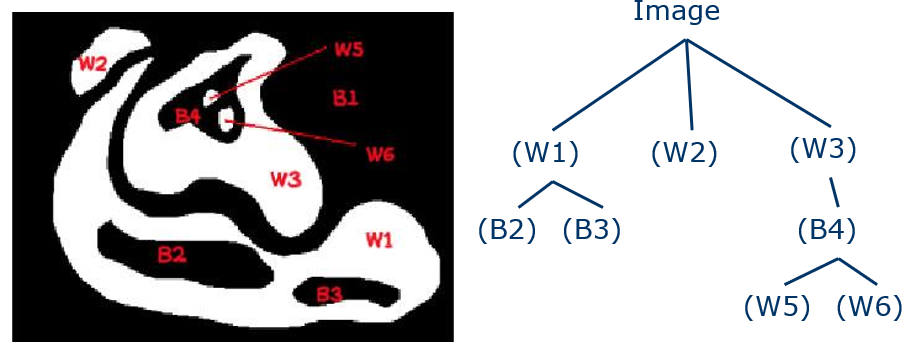 W2
W5
B1
B4
W6
W3
W1
B2
B3
Image
(W1) (W2) (W3)
(B2) (B3) (B4)
(W5) (W6)